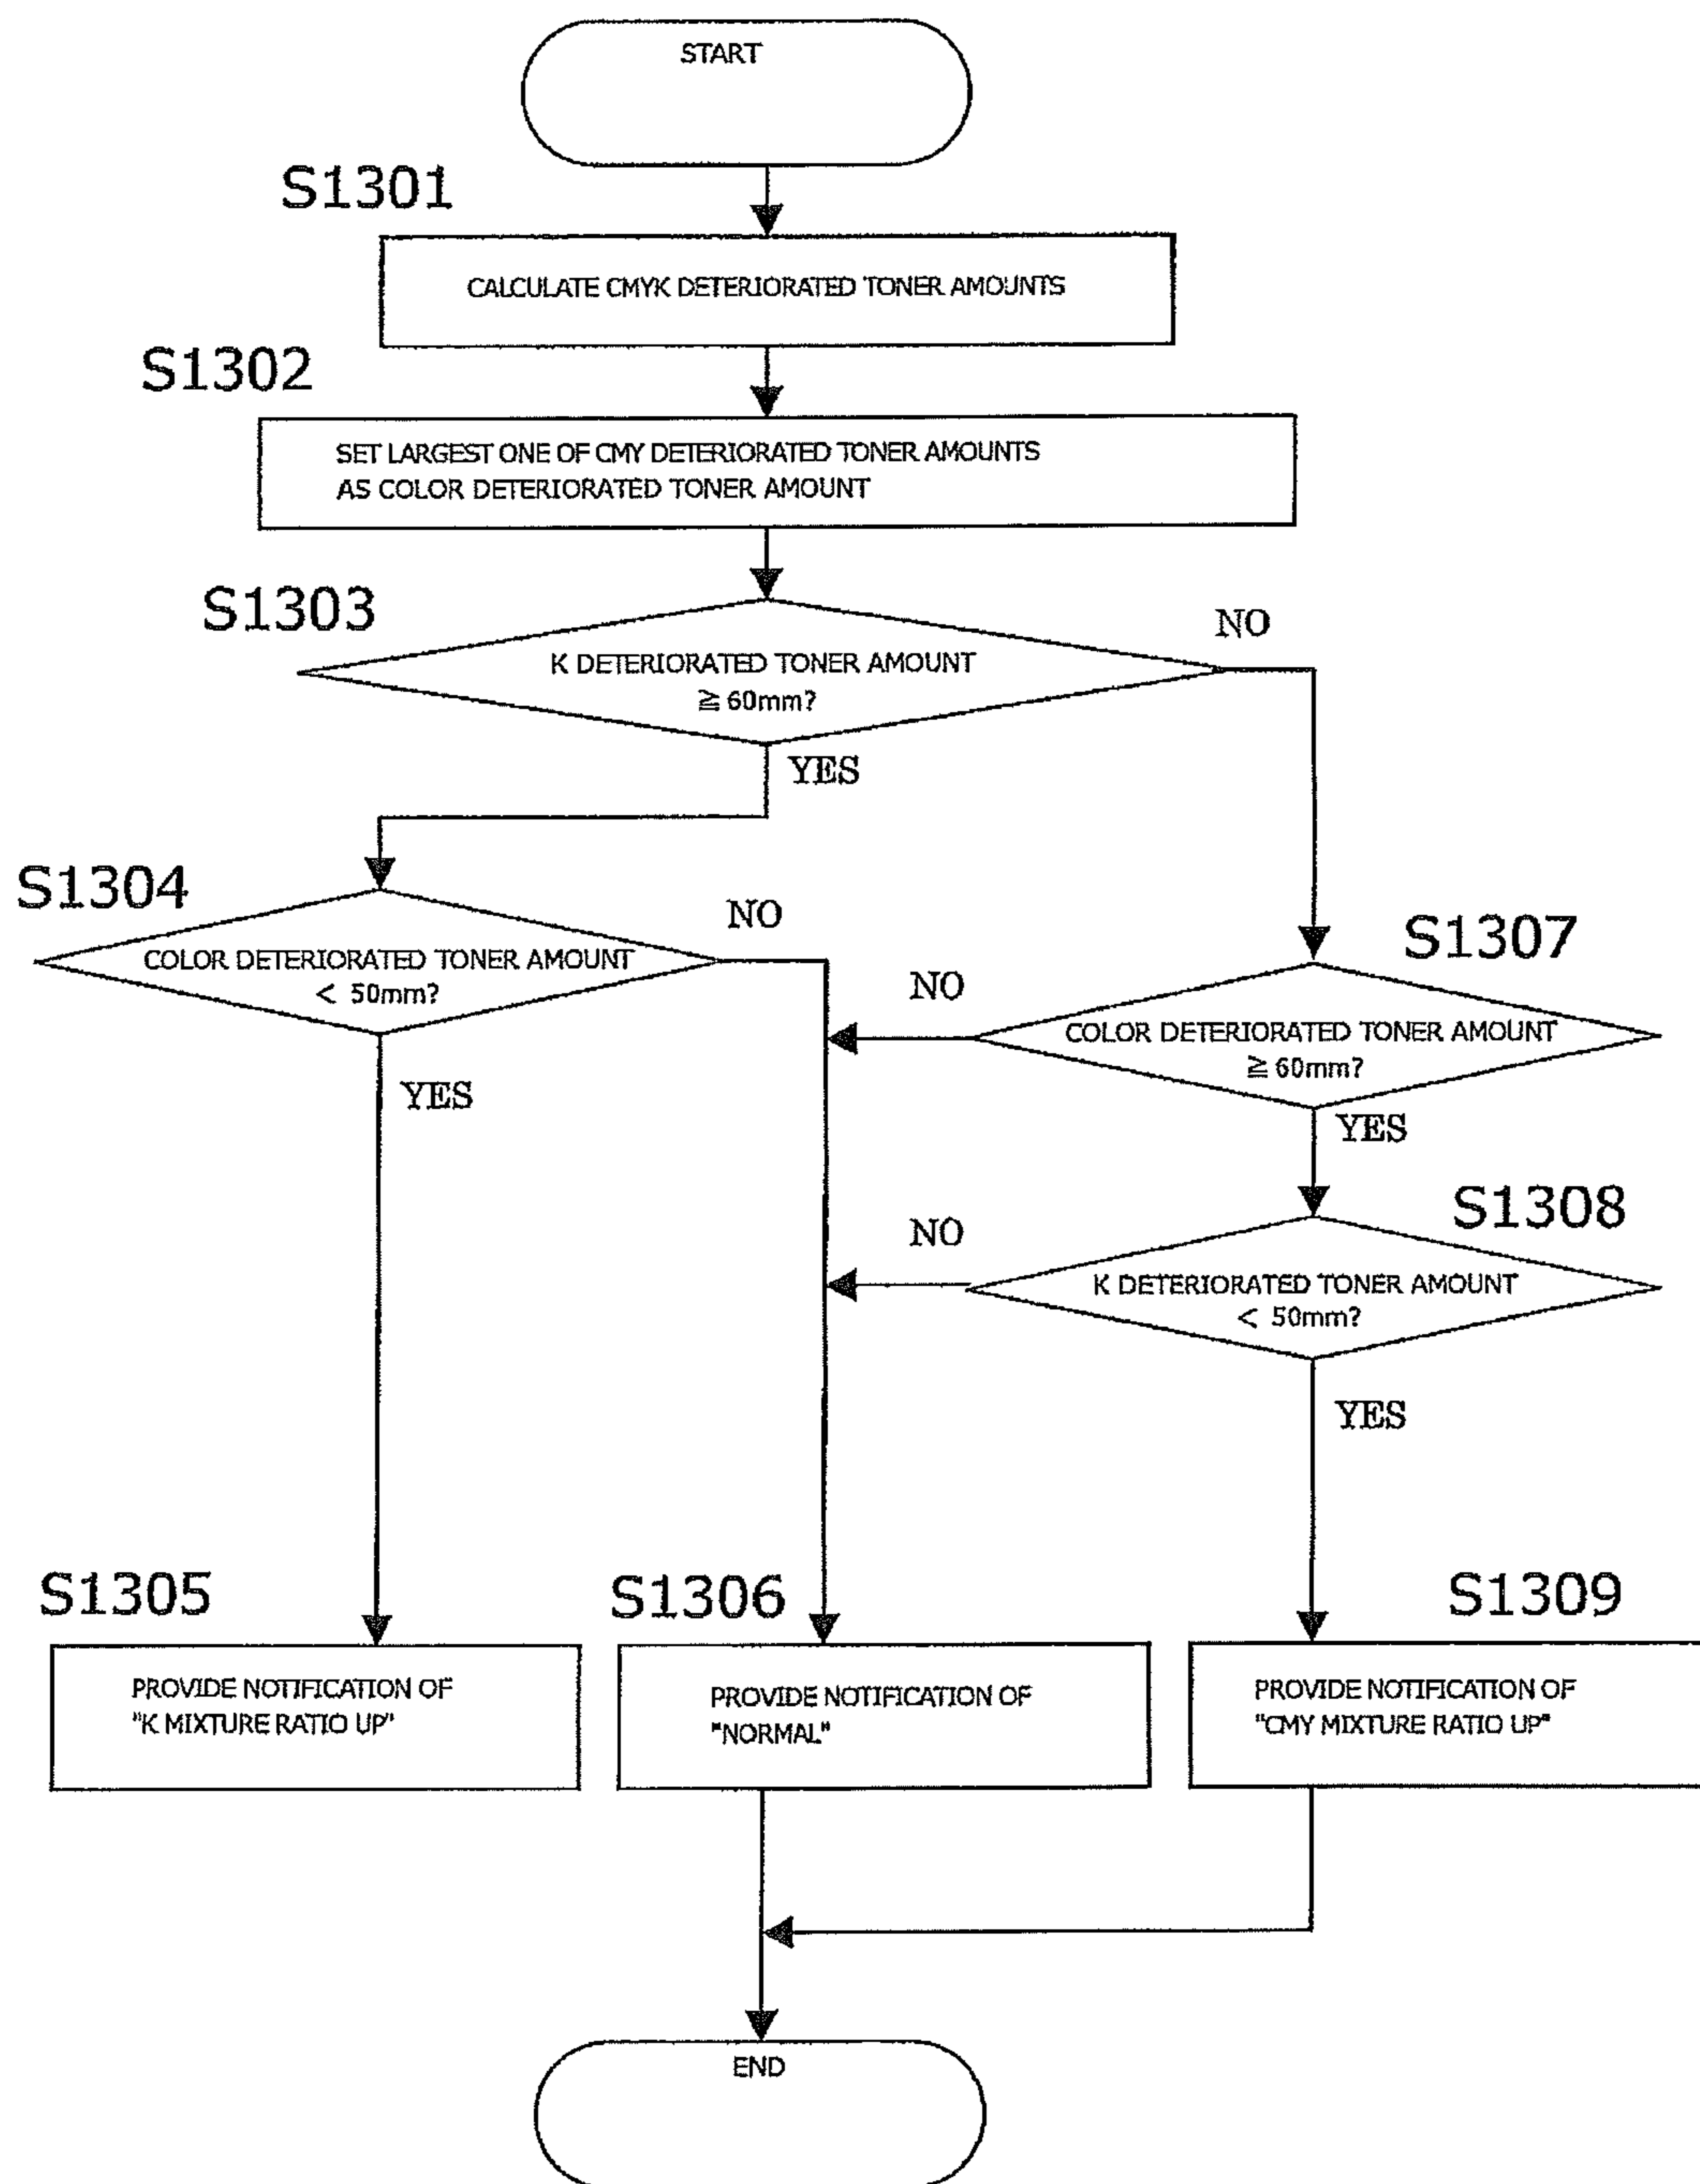 START
S1301
CALCULATE CMYK DETERIORATED TONER AMOUNTS
S1302
SET LARGEST ONE OF CMY DETERIORATED TONER AMOUNTS
AS COLOR DETERIORATED TONER AMOUNT
S1303
NO
K DETERIORATED TONER AMOUNT
≧ 60mm?
YES
S1304
NO
COLOR DETERIORATED TONER AMOUNT
< 50mm?
YES
S1307
NO
COLOR DETERIORATED TONER AMOUNT
≧ 60mm?
YES
S1308
NO
K DETERIORATED TONER AMOUNT
< 50mm?
YES
S1305
PROVIDE NOTIFICATION OF
"K MIXTURE RATIO UP"
S1306
PROVIDE NOTIFICATION OF
"NORMAL"
S1309
PROVIDE NOTIFICATION OF
"CMY MIXTURE RATIO UP"
END